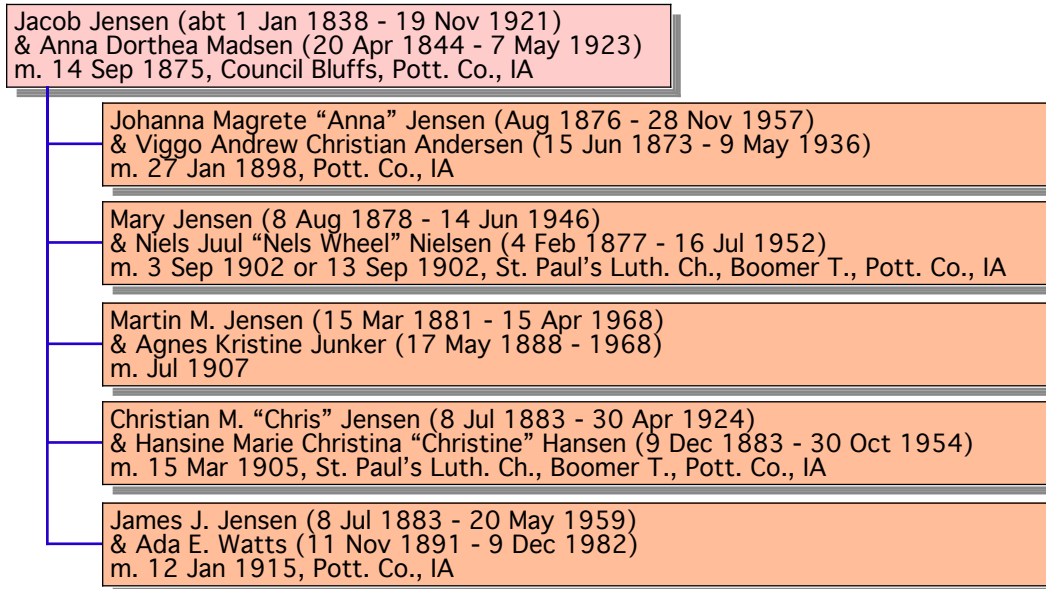 Jacob Jensen (abt 1 Jan 1838 - 19 Nov 1921)
& Anna Dorthea Madsen (20 Apr 1844 - 7 May 1923)
m. 14 Sep 1875, Council Bluffs, Pott. Co., IA
Johanna Magrete “Anna” Jensen (Aug 1876 - 28 Nov 1957)
& Viggo Andrew Christian Andersen (15 Jun 1873 - 9 May 1936)
m. 27 Jan 1898, Pott. Co., IA
Mary Jensen (8 Aug 1878 - 14 Jun 1946)
& Niels Juul “Nels Wheel” Nielsen (4 Feb 1877 - 16 Jul 1952)
m. 3 Sep 1902 or 13 Sep 1902, St. Paul’s Luth. Ch., Boomer T., Pott. Co., IA
Martin M. Jensen (15 Mar 1881 - 15 Apr 1968)
& Agnes Kristine Junker (17 May 1888 - 1968)
m. Jul 1907
Christian M. “Chris” Jensen (8 Jul 1883 - 30 Apr 1924)
& Hansine Marie Christina “Christine” Hansen (9 Dec 1883 - 30 Oct 1954)
m. 15 Mar 1905, St. Paul’s Luth. Ch., Boomer T., Pott. Co., IA
James J. Jensen (8 Jul 1883 - 20 May 1959)
& Ada E. Watts (11 Nov 1891 - 9 Dec 1982)
m. 12 Jan 1915, Pott. Co., IA